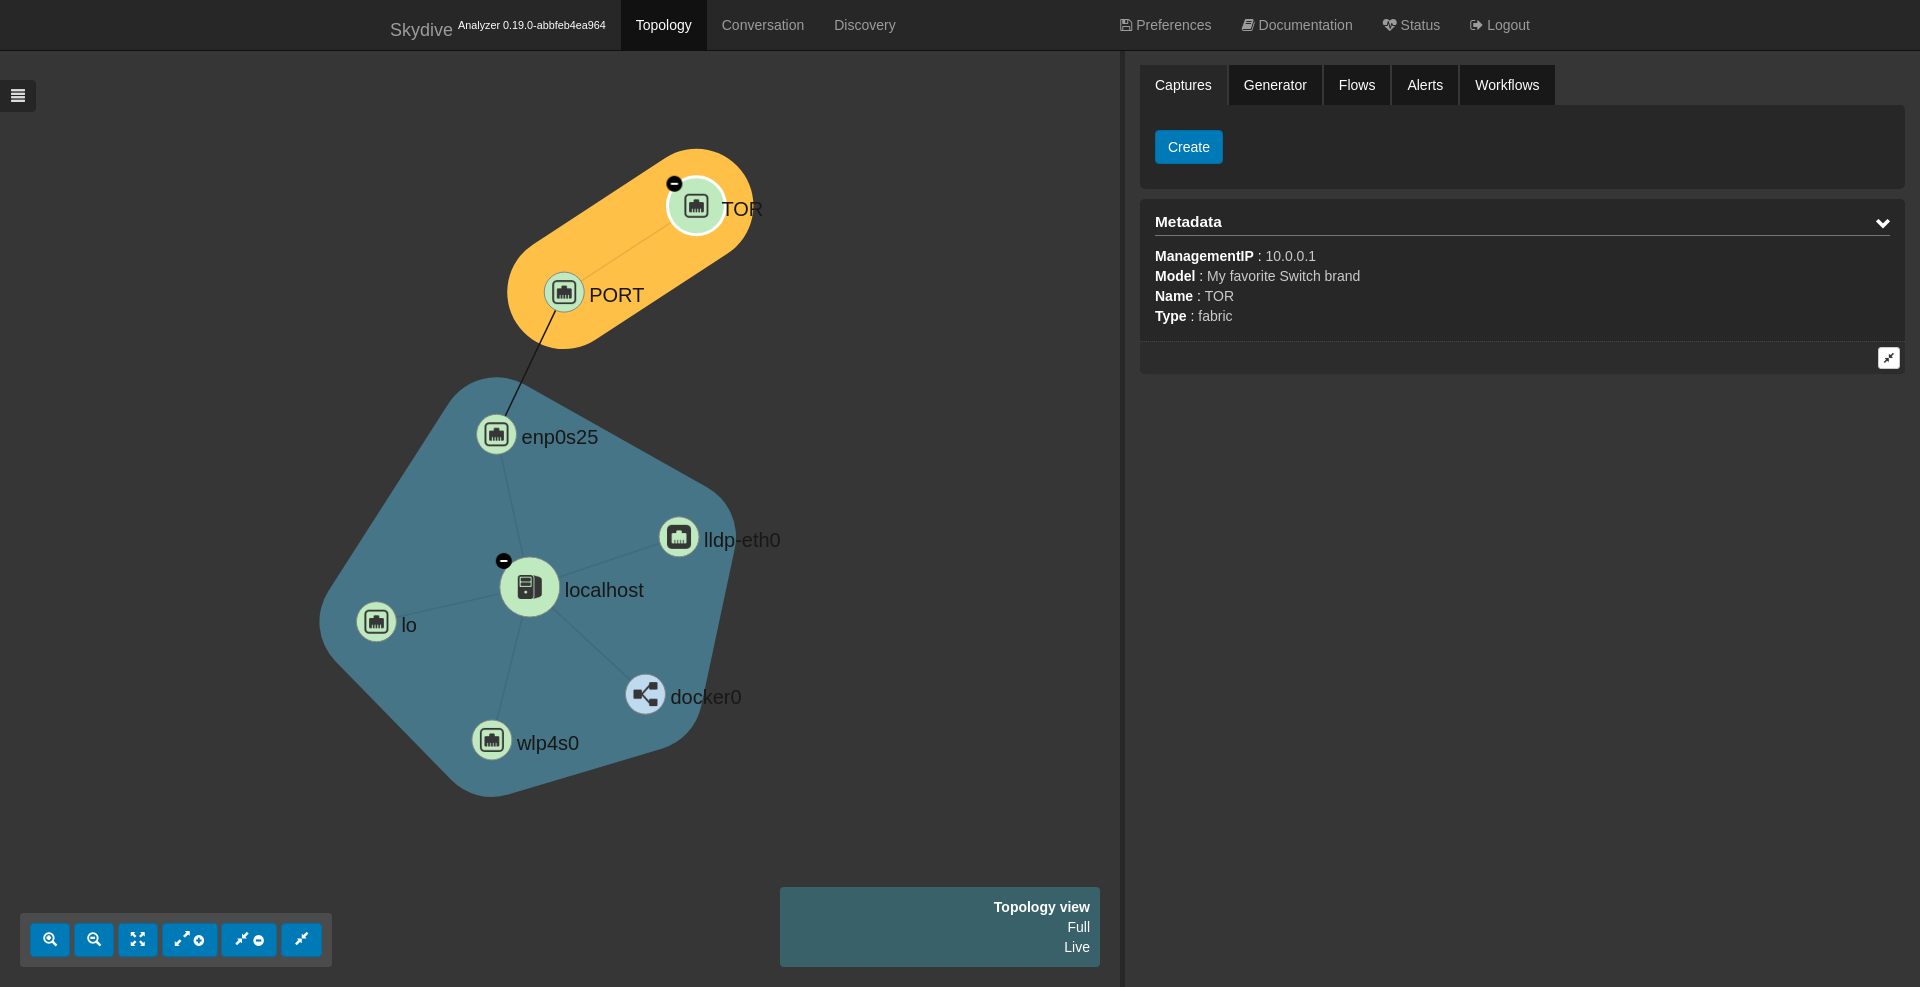 Skydive Analyzer 0.19.0-abbfeb4ea964 Topology Conversation Discovery Preferences Documentation Status Logout
Captures Generator Flows Alerts Workflows
Create
Metadata
ManagementIP : 10.0.0.1
Model : My favorite Switch brand
Name : TOR
Type : fabric
TOR
PORT
enp0s25
lldp-eth0
localhost
lo
docker0
wlp4s0
Topology view
Full
Live